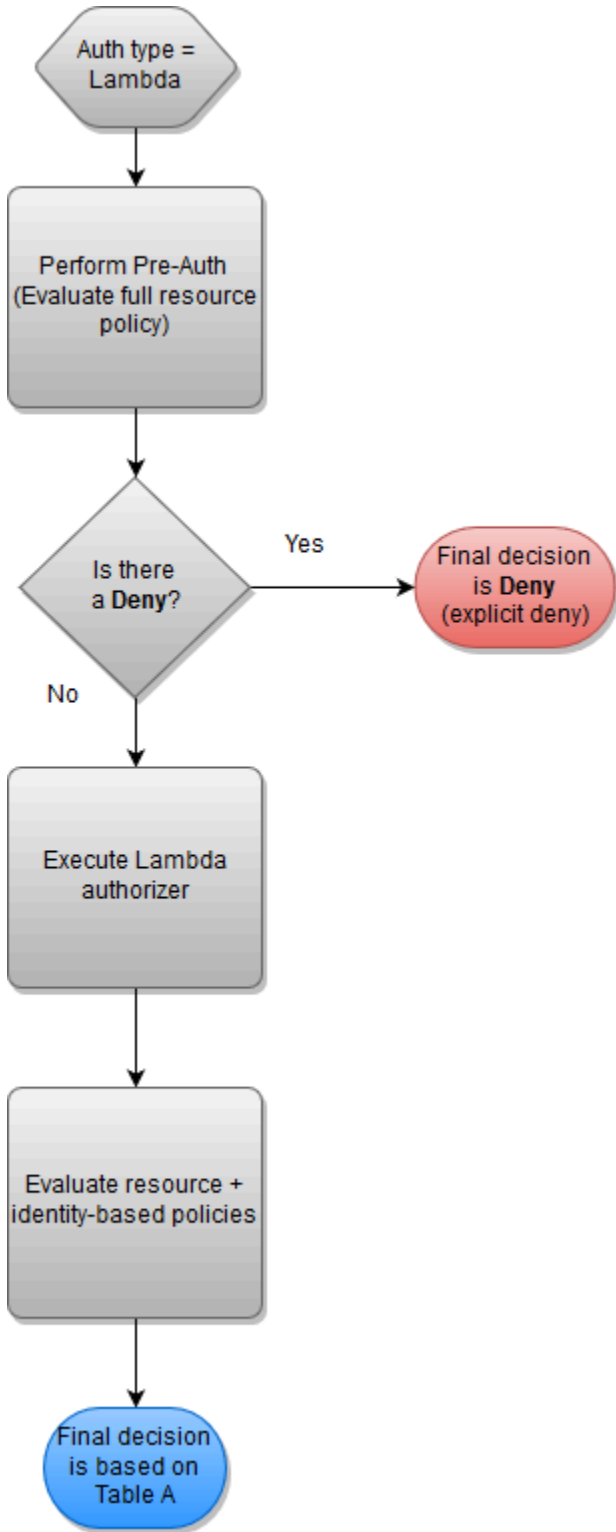 Auth type =
Lambda
Perform Pre-Auth
(Evaluate full resource
policy)
Is there
a Deny?
Yes
Final decision
is Deny
(explicit deny)
No
Execute Lambda
authorizer
Evaluate resource +
identity-based policies
Final decision
is based on
Table A